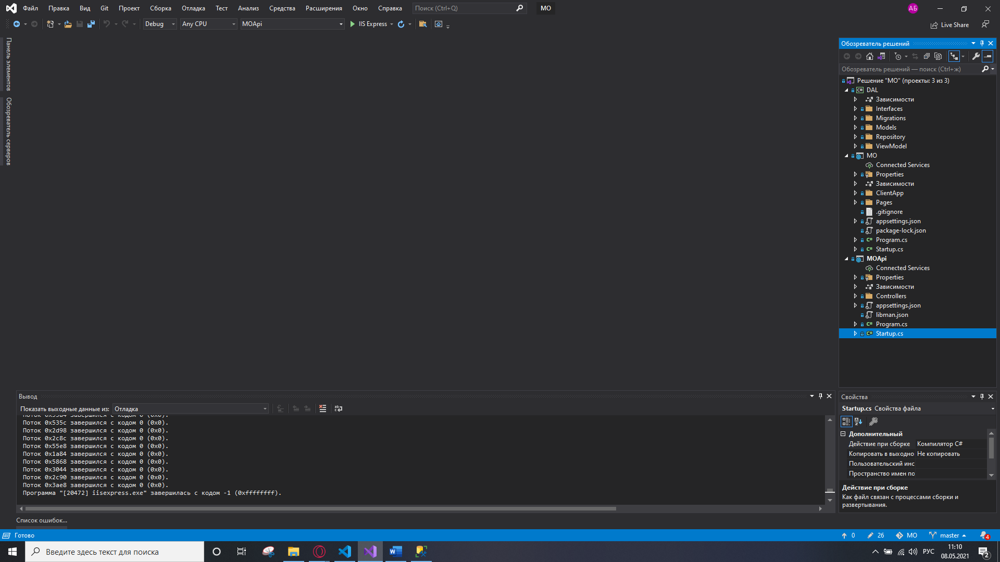 Файл Правка Вид Git Проект Сборка Отладка Тест Анализ Средства Расширения Окно Справка Поиск (Ctrl+Q) MO АБ
Debug Any CPU MOApi IIS Express Live Share
Панель элементов
Обозреватель серверов
Обозреватель решений
Обозреватель решений — поиск (Ctrl+ж)
Решение "MO" (проекты: 3 из 3)
DAL
Зависимости
Interfaces
Migrations
Models
Repository
ViewModel
MO
Connected Services
Properties
Зависимости
ClientApp
Pages
.gitignore
appsettings.json
package-lock.json
Program.cs
Startup.cs
MOApi
Connected Services
Properties
Зависимости
Controllers
appsettings.json
libman.json
Program.cs
Startup.cs
Вывод
Показать выходные данные из: Отладка
Поток 0x535c завершился с кодом 0 (0x0).
Поток 0x2d98 завершился с кодом 0 (0x0).
Поток 0x2c8c завершился с кодом 0 (0x0).
Поток 0x55e8 завершился с кодом 0 (0x0).
Поток 0x1a84 завершился с кодом 0 (0x0).
Поток 0x5868 завершился с кодом 0 (0x0).
Поток 0x3044 завершился с кодом 0 (0x0).
Поток 0x2c90 завершился с кодом 0 (0x0).
Поток 0x3ae8 завершился с кодом 0 (0x0).
Программа "[20472] iisexpress.exe" завершилась с кодом -1 (0xffffffff).
Список ошибок...
Свойства
Startup.cs Свойства файла
Дополнительный
Действие при сборке Компилятор C#
Копировать в выходно Не копировать
Пользовательский инс
Пространство имен по
Действие при сборке
Как файл связан с процессами сборки и
развертывания.
Готово 0 26 MO master 4
Введите здесь текст для поиска
РУС 11:10
08.05.2021
2